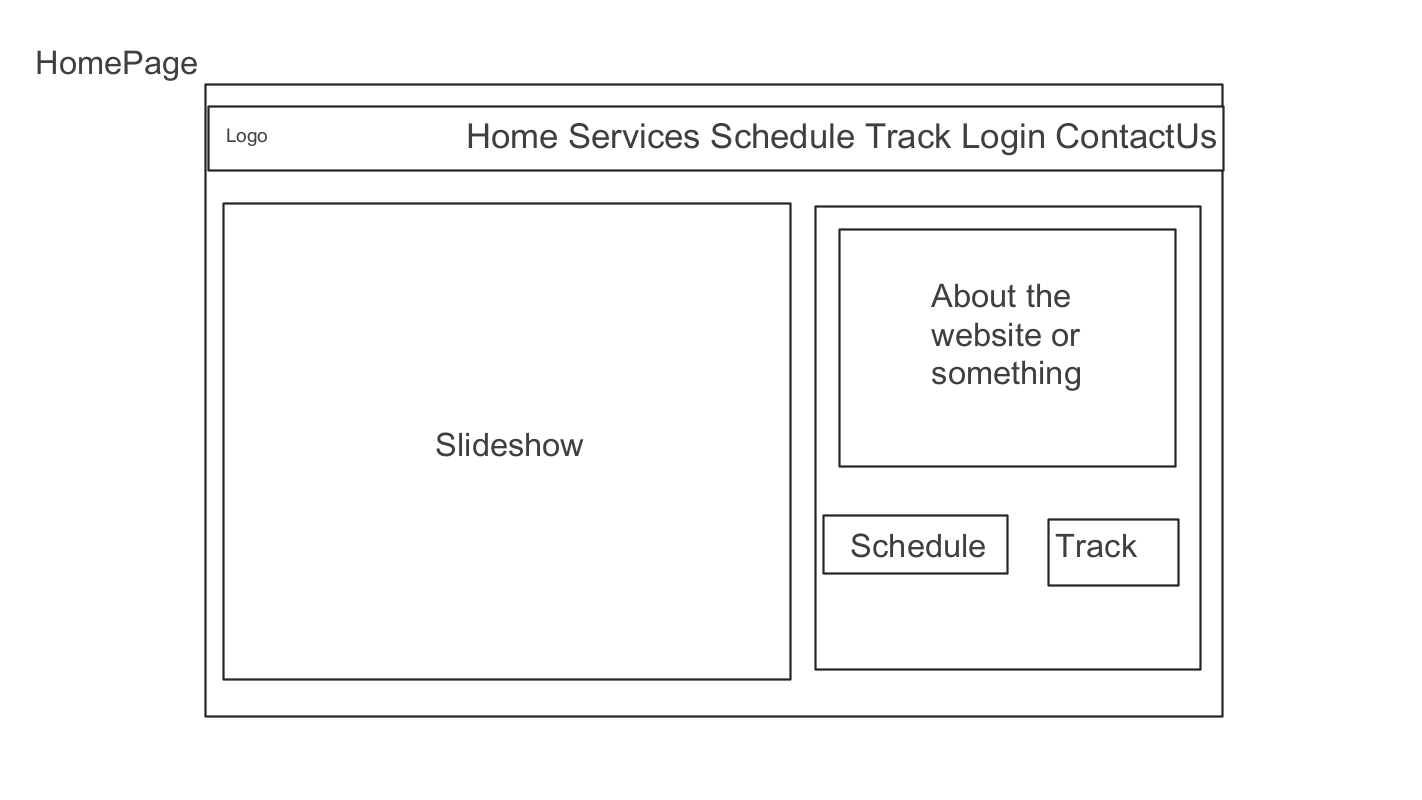 HomePage
Logo
Home Services Schedule Track Login ContactUs
Slideshow
About the
website or
something
Schedule
Track